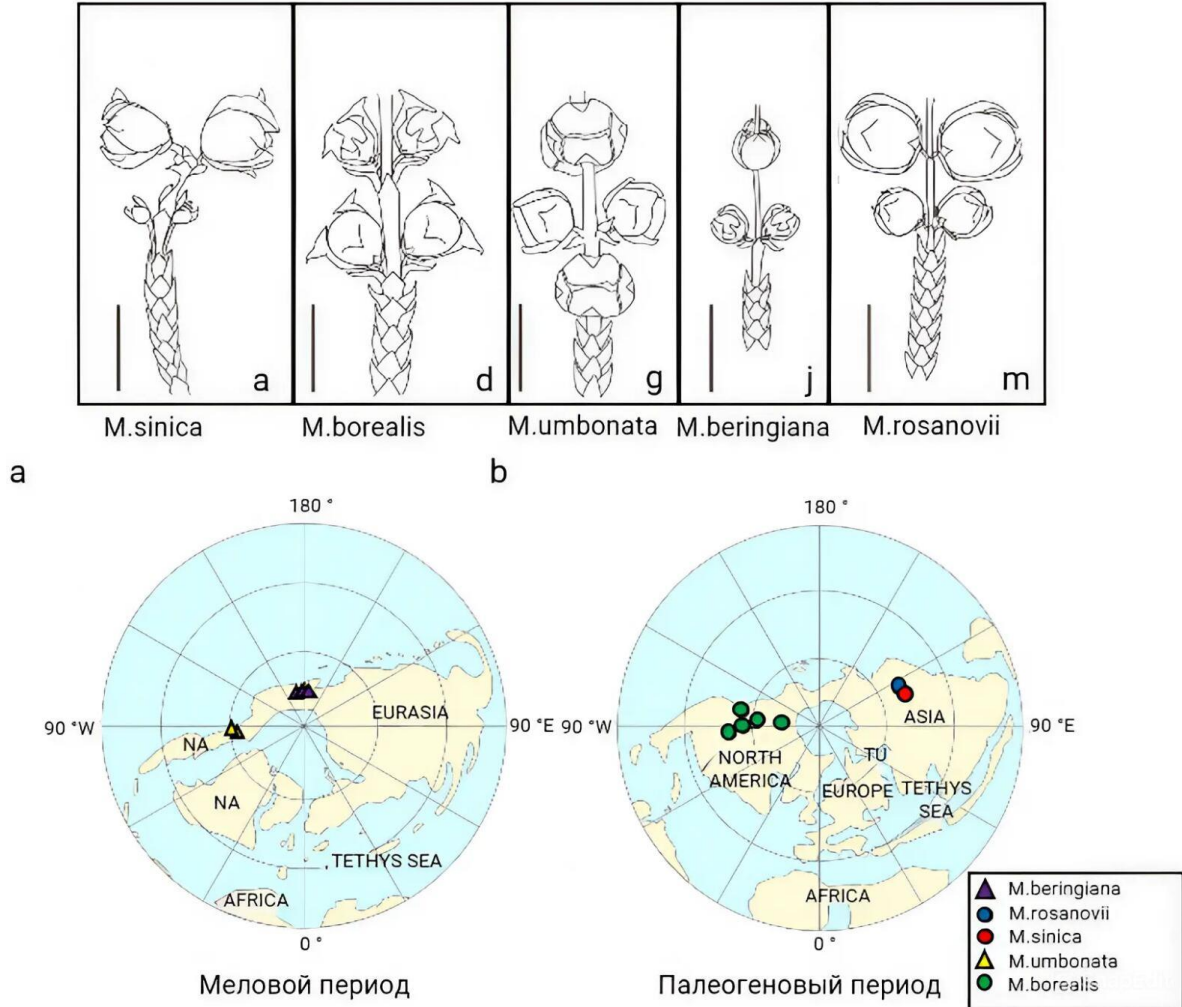 a d g j m
M.sinica M.borealis M.umbonata M.beringiana M.rosanovii
a b
180 ° 180 °
EURASIA
90 °W NA 90 °E 90 °W ASIA 90 °E
NORTH TÚ
AMERICA
NA EUROPE TETHYS
SEA
TETHYS SEA
AFRICA AFRICA
M.beringiana
M.rosanovii
M.sinica
M.umbonata
M.borealis
0 ° 0 °
Меловой период Палеогеновый период